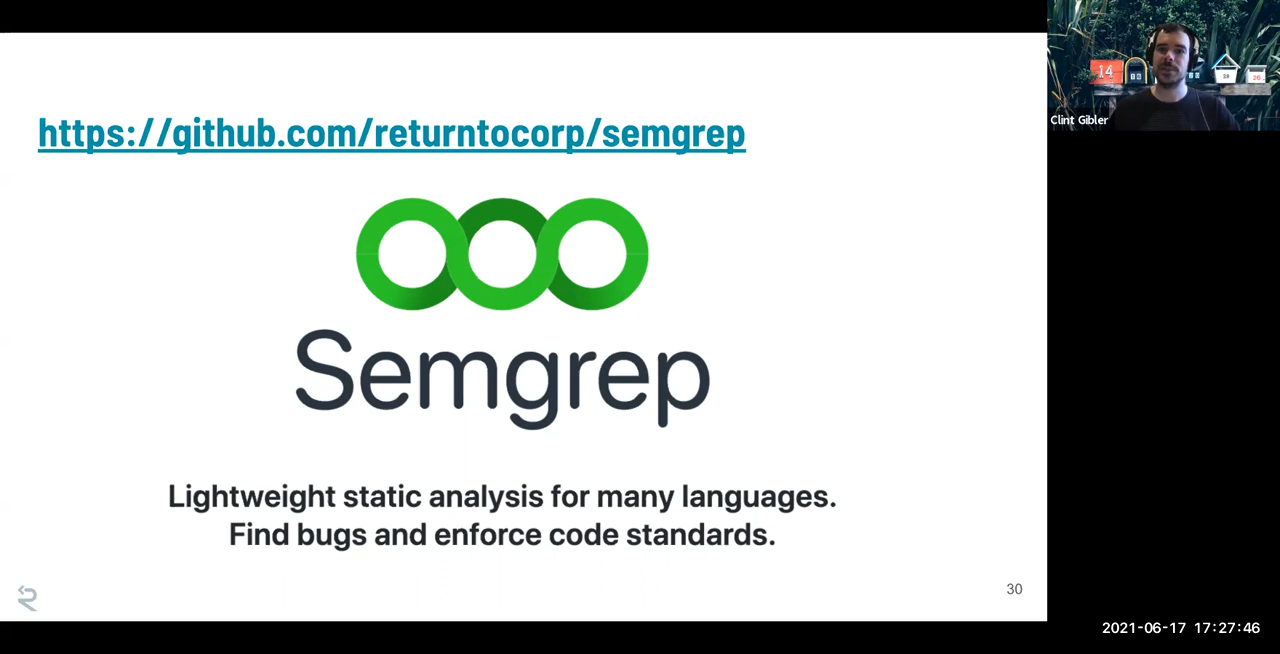 https://github.com/returntocorp/semgrep
Semgrep
Lightweight static analysis for many languages.
Find bugs and enforce code standards.
30
14
Clint Gibler
2021-06-17 17:27:46